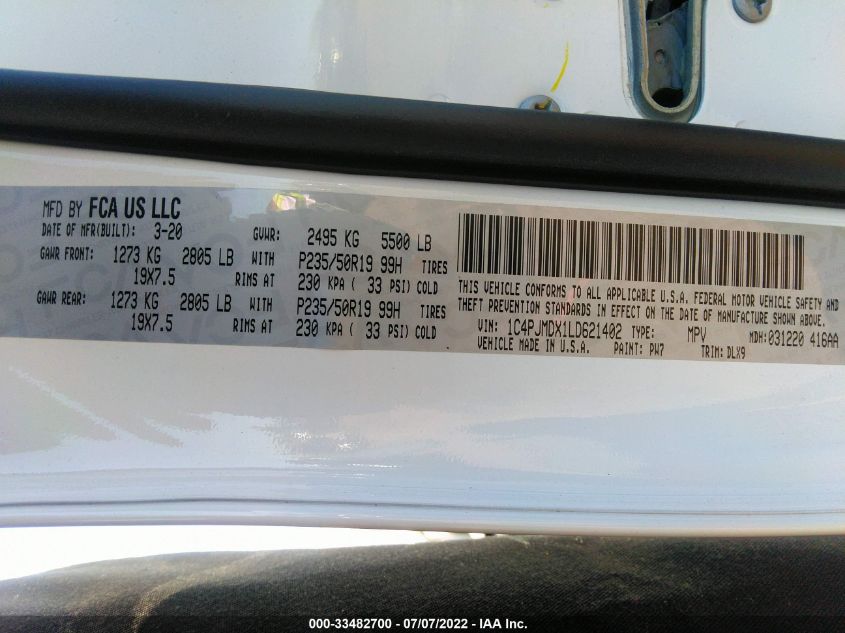 MFD BY FCA US LLC
DATE OF MFR(BUILT): 3-20 GVWR: 2495 KG 5500 LB
GAWR FRONT: 1273 KG 2805 LB WITH P235/50R19 99H TIRES
19X7.5 RIMS AT 230 KPA ( 33 PSI) COLD
GAWR REAR: 1273 KG 2805 LB WITH P235/50R19 99H TIRES
19X7.5 RIMS AT 230 KPA ( 33 PSI) COLD
THIS VEHICLE CONFORMS TO ALL APPLICABLE U.S.A. FEDERAL MOTOR VEHICLE SAFETY AND
THEFT PREVENTION STANDARDS IN EFFECT ON THE DATE OF MANUFACTURE SHOWN ABOVE.
VIN: 1C4PJMDX1LD621402 TYPE: MPV MDH:031220 416AA
VEHICLE MADE IN U.S.A. PAINT: PW7 TRIM: DLX9
000-33482700 - 07/07/2022 - IAA Inc.